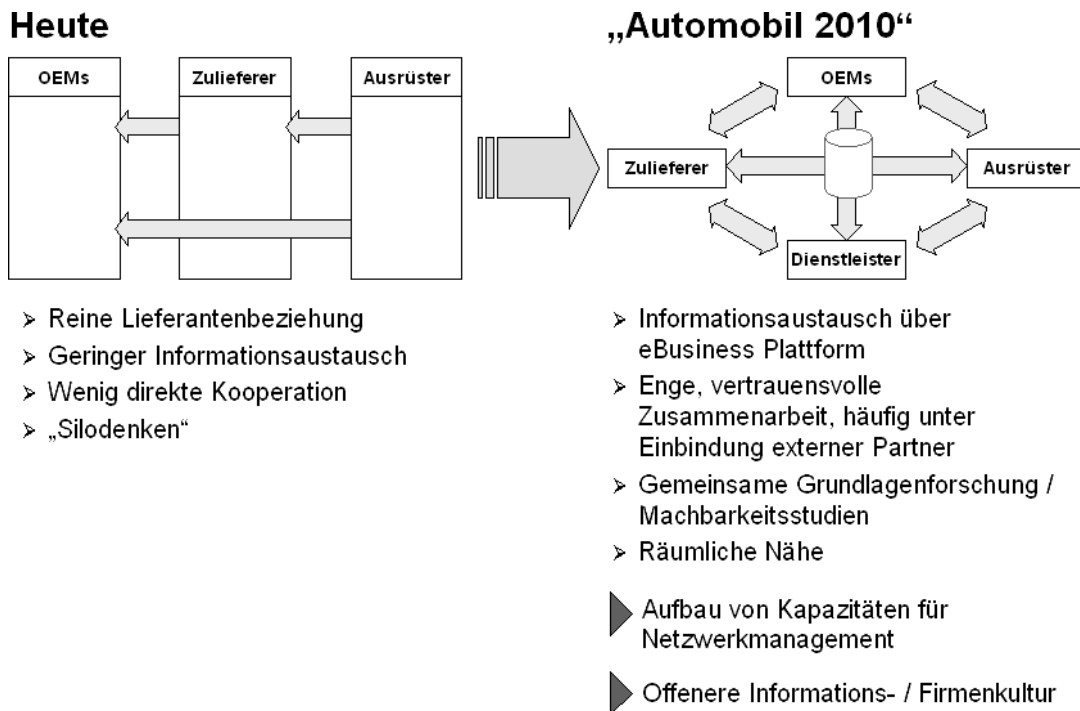 Heute
OEMs
Zulieferer
Ausrüster
➢ Reine Lieferantenbeziehung
➢ Geringer Informationsaustausch
➢ Wenig direkte Kooperation
➢ „Silodenken“
„Automobil 2010“
OEMs
Zulieferer
Ausrüster
Dienstleister
➢ Informationsaustausch über
eBusiness Plattform
➢ Enge, vertrauensvolle
Zusammenarbeit, häufig unter
Einbindung externer Partner
➢ Gemeinsame Grundlagenforschung /
Machbarkeitsstudien
➢ Räumliche Nähe
Aufbau von Kapazitäten für
Netzwerkmanagement
Offenere Informations- / Firmenkultur